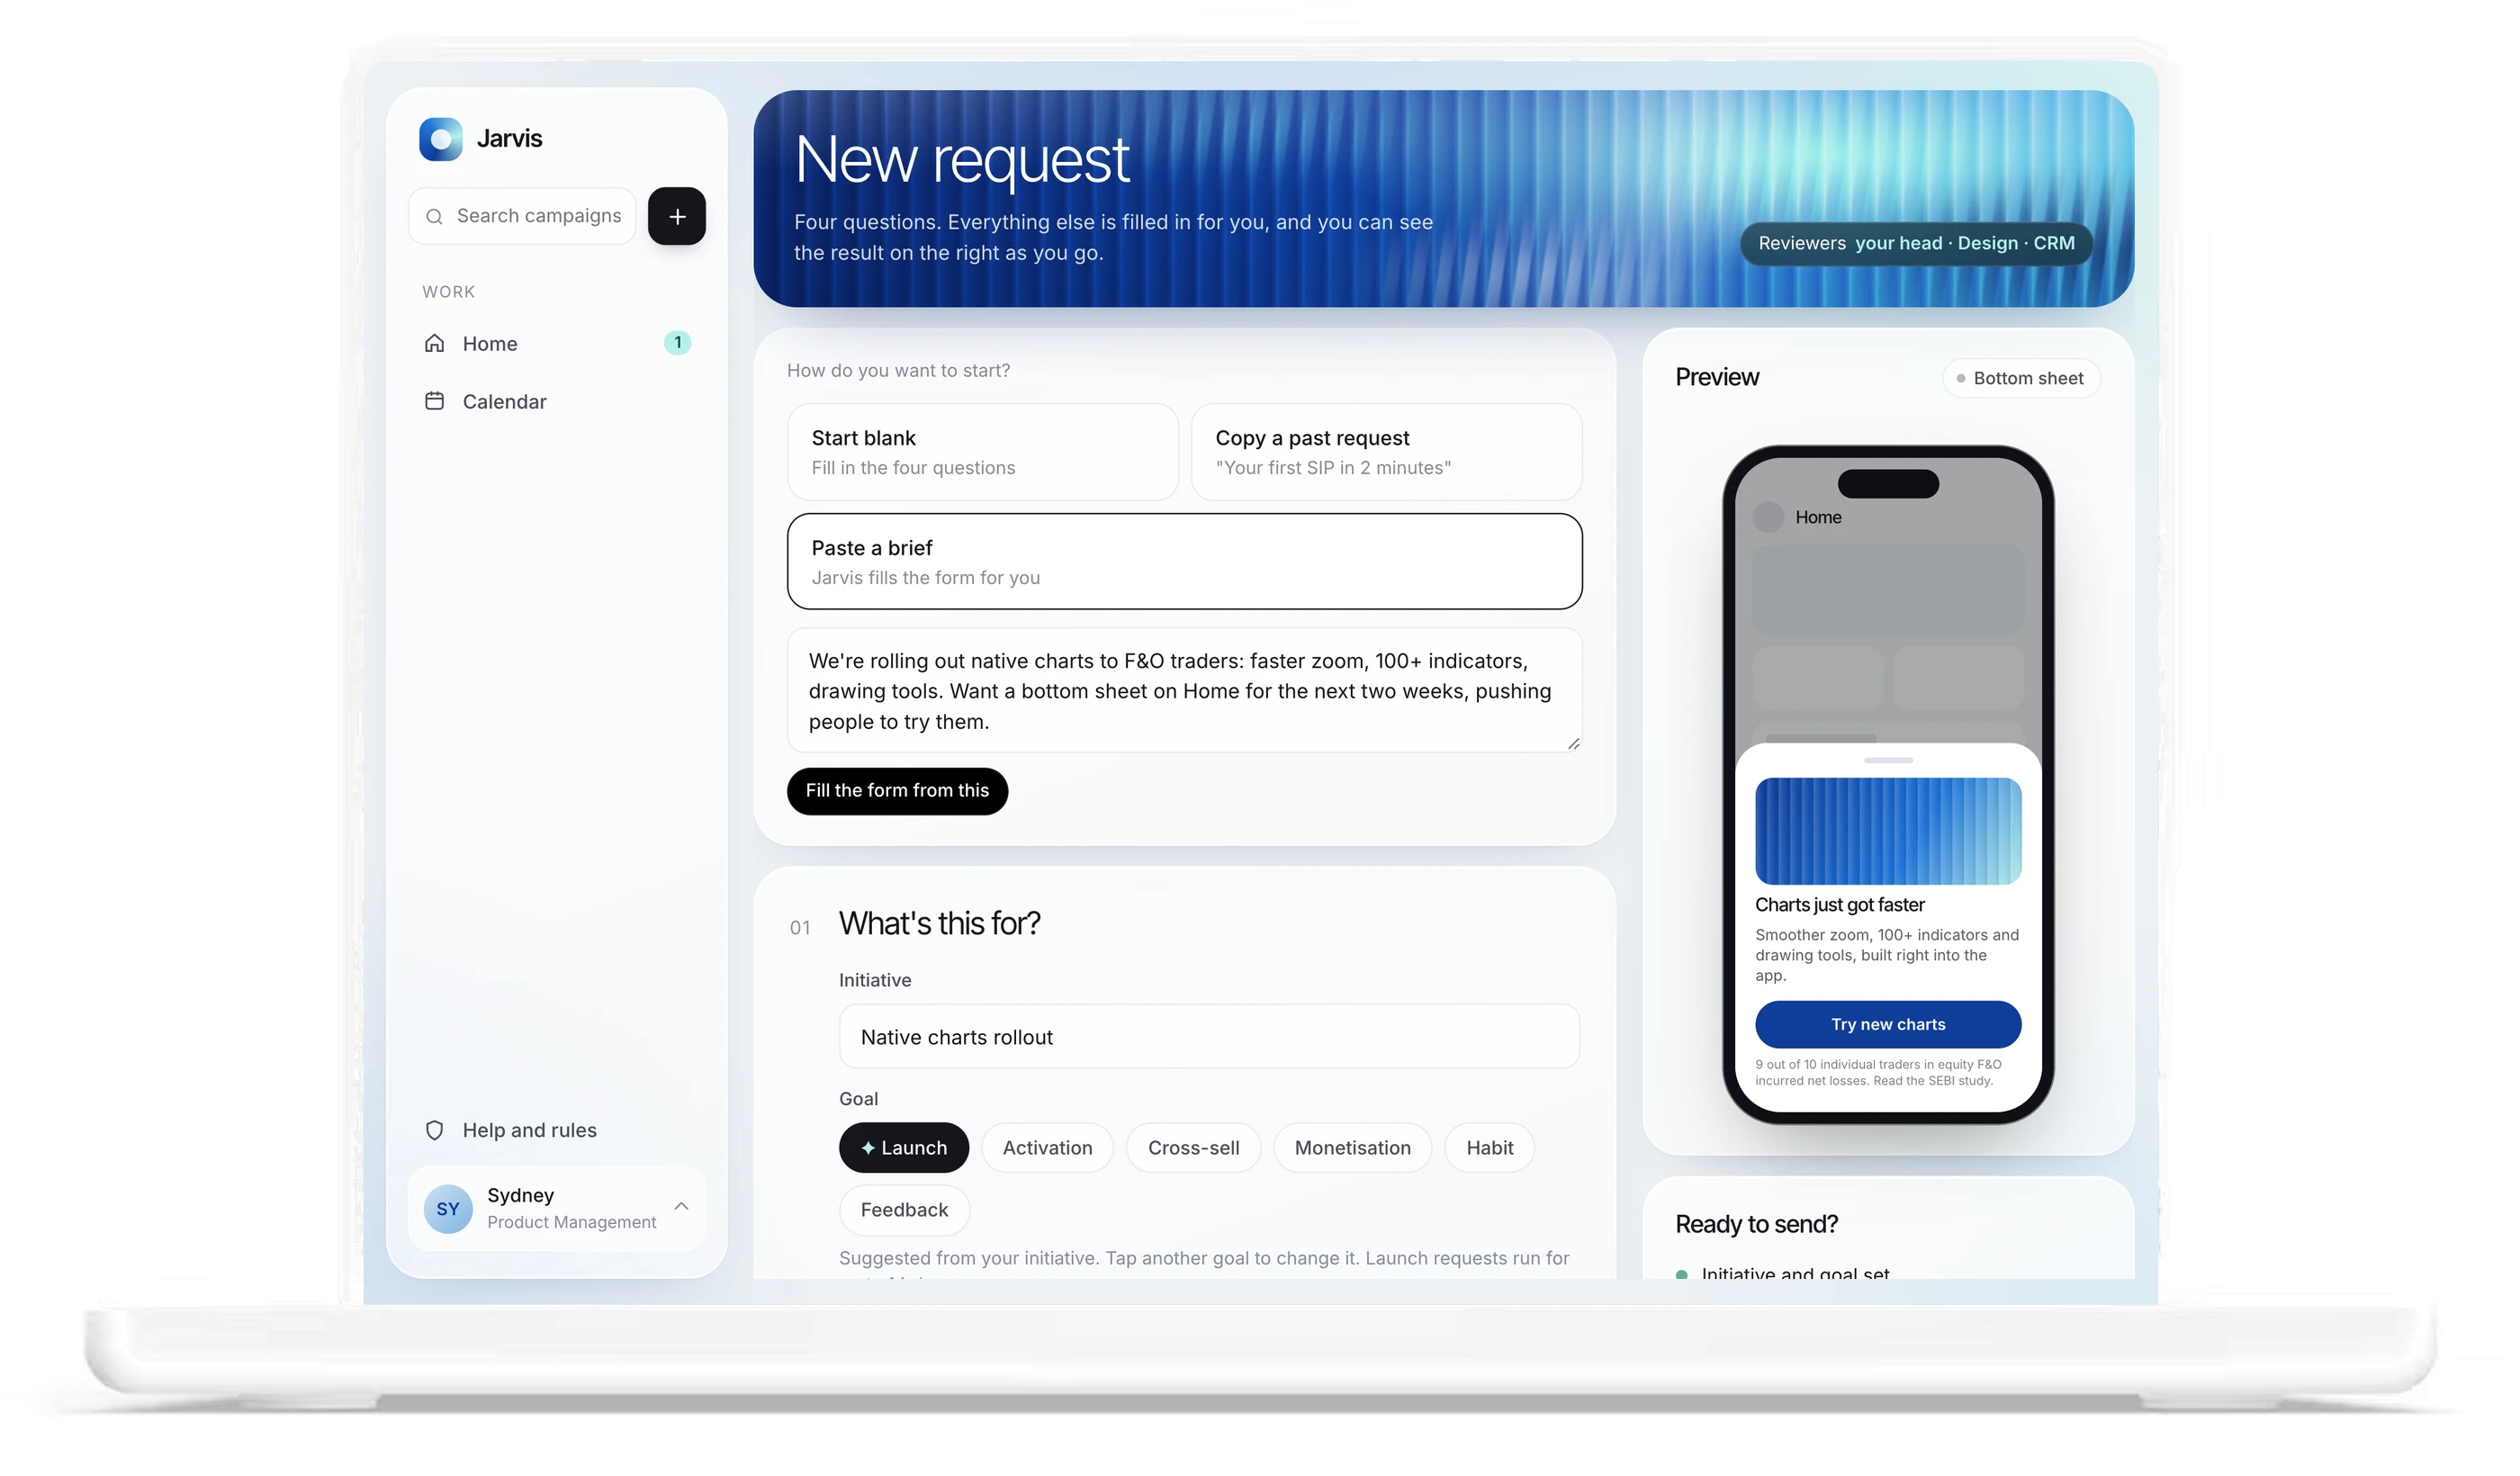 Jarvis
Search campaigns
+
WORK
Home
1
Calendar
Help and rules
SY
Sydney
Product Management
New request
Four questions. Everything else is filled in for you, and you can see
the result on the right as you go.
Reviewers your head · Design · CRM
How do you want to start?
Start blank
Fill in the four questions
Copy a past request
"Your first SIP in 2 minutes"
Paste a brief
Jarvis fills the form for you
We're rolling out native charts to F&O traders: faster zoom, 100+ indicators,
drawing tools. Want a bottom sheet on Home for the next two weeks, pushing
people to try them.
Fill the form from this
01
What's this for?
Initiative
Native charts rollout
Goal
Launch
Activation
Cross-sell
Monetisation
Habit
Feedback
Suggested from your initiative. Tap another goal to change it. Launch requests run for
Preview
Bottom sheet
Home
Charts just got faster
Smoother zoom, 100+ indicators and
drawing tools, built right into the
app.
Try new charts
9 out of 10 individual traders in equity F&O
incurred net losses. Read the SEBI study.
Ready to send?
Initiative and goal set